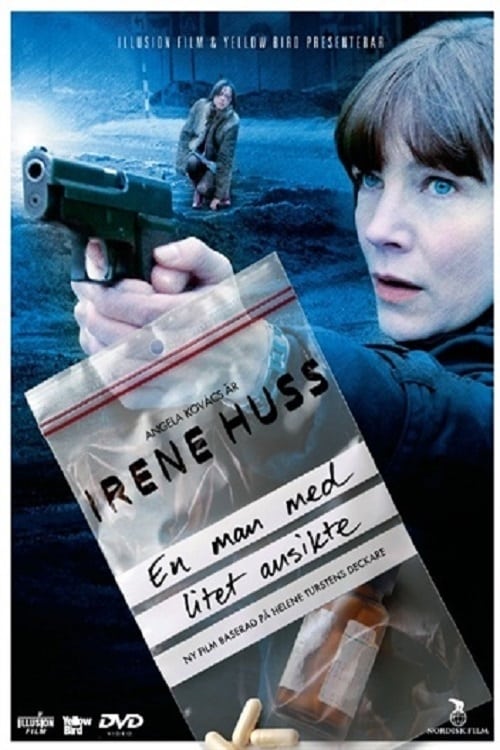 ILLUSION FILM & YELLOW BIRD PRESENTERAR
ANGELA KOVACS ÄR
IRENE HUSS
En man med
litet ansikte
NY FILM BASERAD PÅ HELENE TURSTENS DECKARE
ILLUSION FILM
Yellow Bird
DVD VIDEO
NORDISK FILM